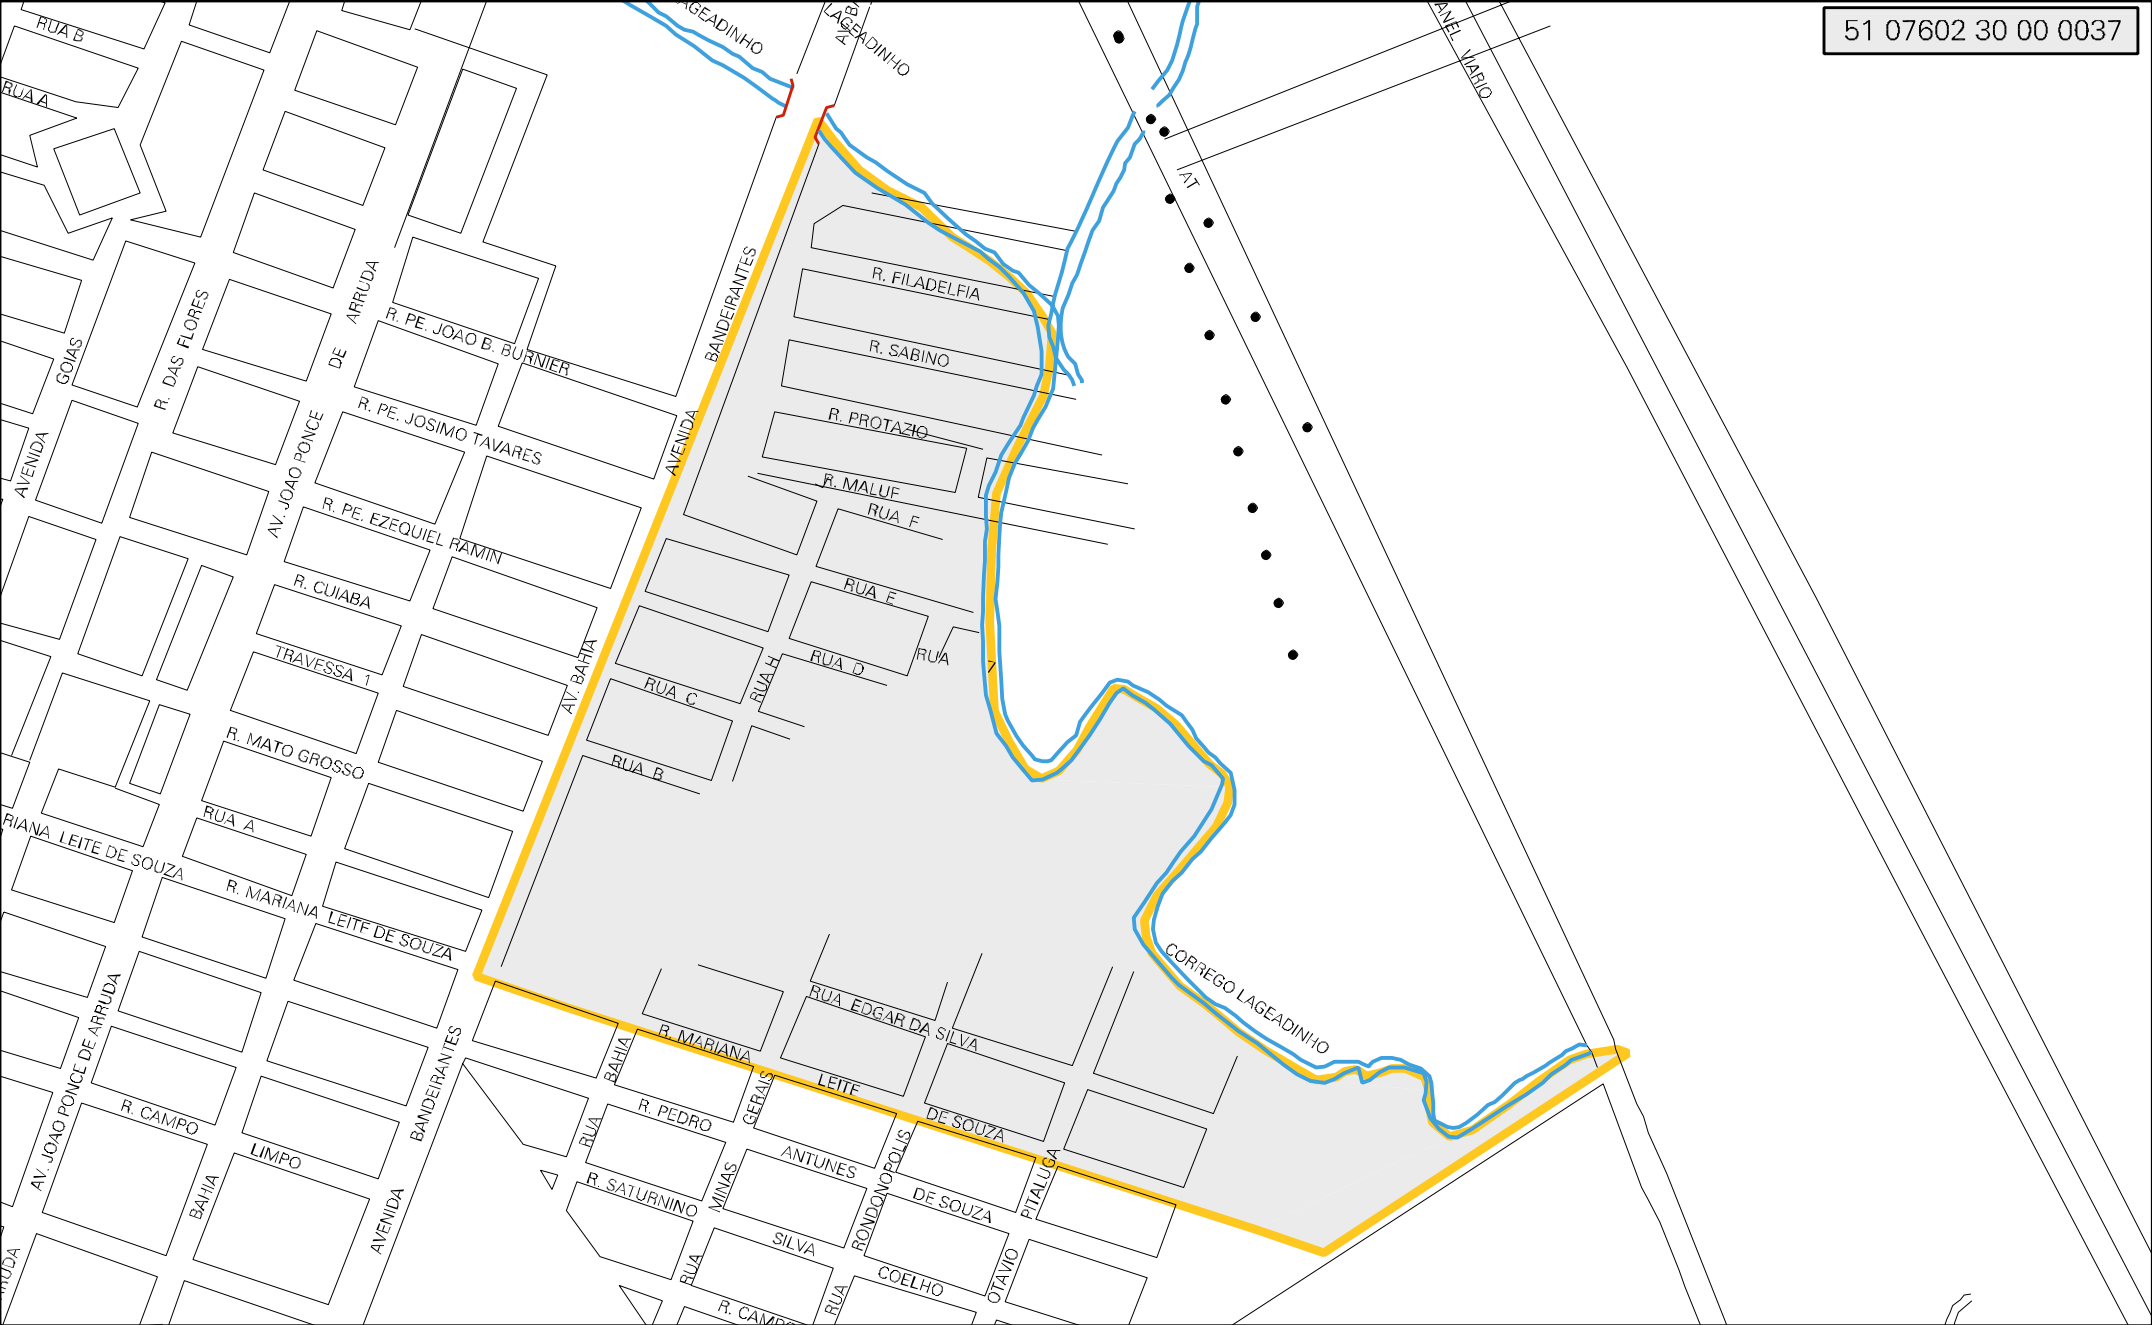 51 07602 30 00 0037
RUA B
RUA A
LAGEADINHO
ANEL VIARIO
AT
R. FILADELFIA
R. SABINO
R. PROTAZIO
R. MALUF
RUA F
RUA E
RUA D
RUA 7
RUA H
RUA C
RUA B
AVENIDA BANDEIRANTES
AV. BAHIA
AV. JOAO PONCE DE ARRUDA
R. DAS FLORES
AVENIDA GOIAS
R. PE. JOAO B. BURNIER
R. PE. JOSIMO TAVARES
R. PE. EZEQUIEL RAMIN
R. CUIABA
TRAVESSA 1
R. MATO GROSSO
RUA A
RIANA LEITE DE SOUZA
R. MARIANA LEITE DE SOUZA
CORREGO LAGEADINHO
RUA EDGAR DA SILVA
R. MARIANA LEITE DE SOUZA
AV. JOAO PONCE DE ARRUDA
AVENIDA BANDEIRANTES
R. CAMPO LIMPO
BAHIA
RUA BAHIA
R. PEDRO ANTUNES DE SOUZA
R. SATURNINO SILVA COELHO
RUA MINAS GERAIS
RUA RONDONOPOLIS
OTAVIO PITALUGA
R. CAMPO